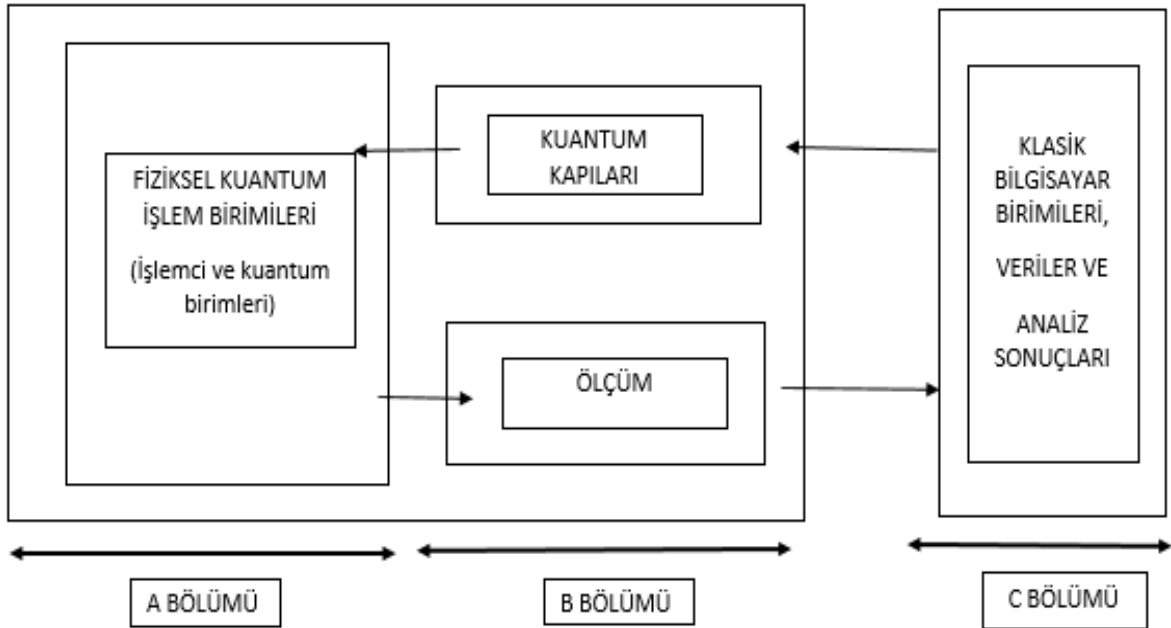 FİZİKSEL KUANTUM
İŞLEM BİRİMİLERİ
(İşlemci ve kuantum
birimleri)
KUANTUM
KAPILARI
ÖLÇÜM
KLASİK
BİLGİSAYAR
BİRİMİLERİ,
VERİLER VE
ANALİZ
SONUÇLARI
A BÖLÜMÜ
B BÖLÜMÜ
C BÖLÜMÜ